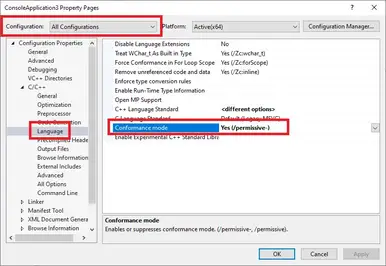 ConsoleApplication3 Property Pages
Configuration: All Configurations Platform: Active(x64) Configuration Manager...
Configuration Properties
General
Advanced
Debugging
VC++ Directories
C/C++
General
Optimization
Preprocessor
Code Generation
Language
Precompiled Heade
Output Files
Browse Information
External Includes
Advanced
All Options
Command Line
Linker
Manifest Tool
XML Document Genera
Browse Information
Disable Language Extensions No
Treat WChar_t As Built in Type Yes (/Zc:wchar_t)
Force Conformance in For Loop Scope Yes (/Zc:forScope)
Remove unreferenced code and data Yes (/Zc:inline)
Enforce type conversion rules
Enable Run-Time Type Information
Open MP Support
C++ Language Standard <different options>
C Language Standard Default (Legacy MSVC)
Conformance mode Yes (/permissive-)
Enable Experimental C++ Standard Libra
Conformance mode
Enables or suppresses conformance mode. (/permissive-, /permissive).
OK Cancel Apply